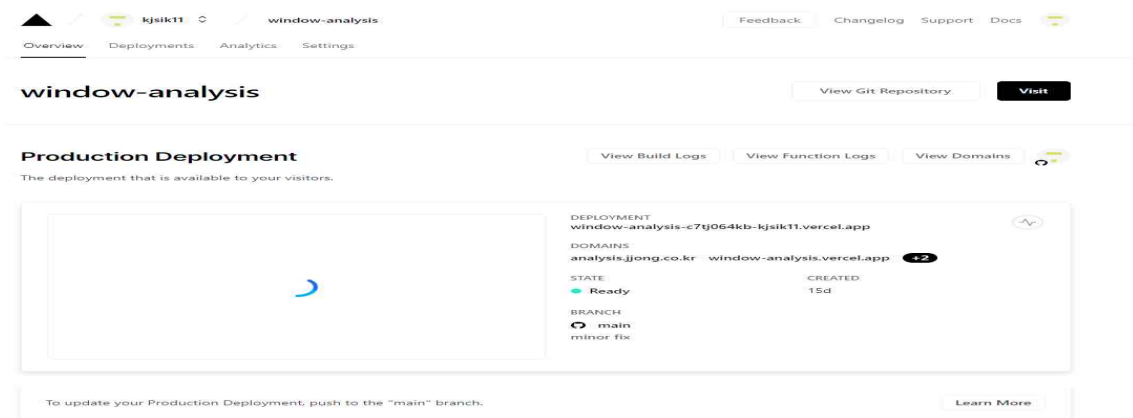 kjsik11 window-analysis Feedback Changelog Support Docs
Overview Deployments Analytics Settings
window-analysis View Git Repository Visit
Production Deployment View Build Logs View Function Logs View Domains
The deployment that is available to your visitors.
DEPLOYMENT
window-analysis-c7tj064kb-kjsik11.vercel.app
DOMAINS
analysis.jjong.co.kr window-analysis.vercel.app +2
STATE CREATED
Ready 15d
BRANCH
main
minor fix
To update your Production Deployment, push to the "main" branch. Learn More